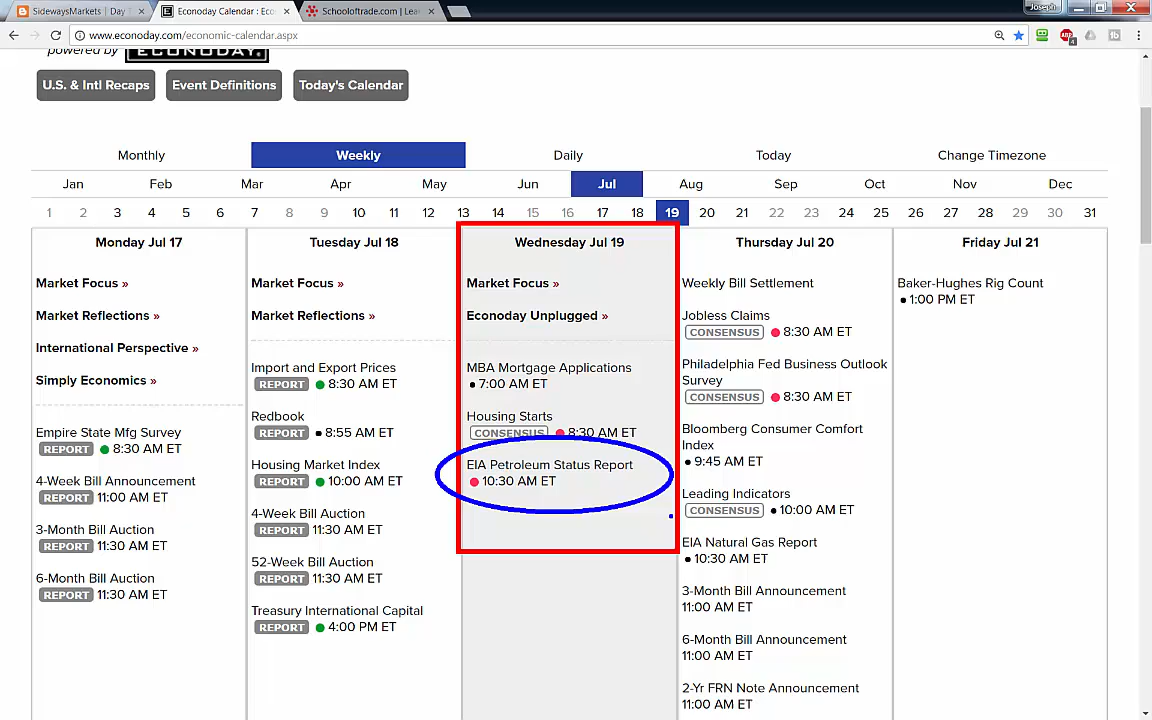 SidewaysMarkets | Day T
Econoday Calendar : Eco
Schooloftrade.com | Lea
Joseph
www.econoday.com/economic-calendar.aspx
powered by ECONODAY.
U.S. & Intl Recaps Event Definitions Today's Calendar
Monthly Weekly Daily Today Change Timezone
Jan Feb Mar Apr May Jun Jul Aug Sep Oct Nov Dec
1 2 3 4 5 6 7 8 9 10 11 12 13 14 15 16 17 18 19 20 21 22 23 24 25 26 27 28 29 30 31
Monday Jul 17
Market Focus »
Market Reflections »
International Perspective »
Simply Economics »
Empire State Mfg Survey
REPORT 8:30 AM ET
4-Week Bill Announcement
REPORT 11:00 AM ET
3-Month Bill Auction
REPORT 11:30 AM ET
6-Month Bill Auction
REPORT 11:30 AM ET
Tuesday Jul 18
Market Focus »
Market Reflections »
Import and Export Prices
REPORT 8:30 AM ET
Redbook
REPORT 8:55 AM ET
Housing Market Index
REPORT 10:00 AM ET
4-Week Bill Auction
REPORT 11:30 AM ET
52-Week Bill Auction
REPORT 11:30 AM ET
Treasury International Capital
REPORT 4:00 PM ET
Wednesday Jul 19
Market Focus »
Econoday Unplugged »
MBA Mortgage Applications
7:00 AM ET
Housing Starts
CONSENSUS 8:30 AM ET
EIA Petroleum Status Report
10:30 AM ET
Thursday Jul 20
Weekly Bill Settlement
Jobless Claims
CONSENSUS 8:30 AM ET
Philadelphia Fed Business Outlook
Survey
CONSENSUS 8:30 AM ET
Bloomberg Consumer Comfort
Index
9:45 AM ET
Leading Indicators
CONSENSUS 10:00 AM ET
EIA Natural Gas Report
10:30 AM ET
3-Month Bill Announcement
11:00 AM ET
6-Month Bill Announcement
11:00 AM ET
2-Yr FRN Note Announcement
11:00 AM ET
Friday Jul 21
Baker-Hughes Rig Count
1:00 PM ET